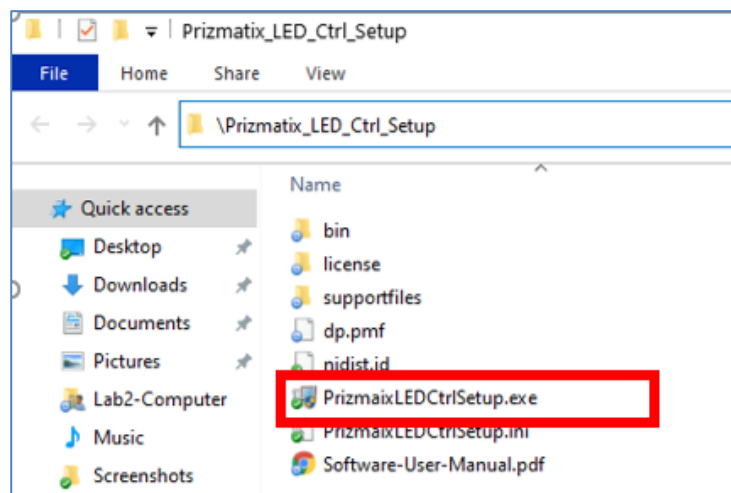 Prizmatix_LED_Ctrl_Setup
File Home Share View
\Prizmatix_LED_Ctrl_Setup
Name
Quick access
Desktop
Downloads
Documents
Pictures
Lab2-Computer
Music
Screenshots
bin
license
supportfiles
dp.pmf
nidist.id
PrizmaixLEDCtrlSetup.exe
PrizmaixLEDCtrlSetup.ini
Software-User-Manual.pdf